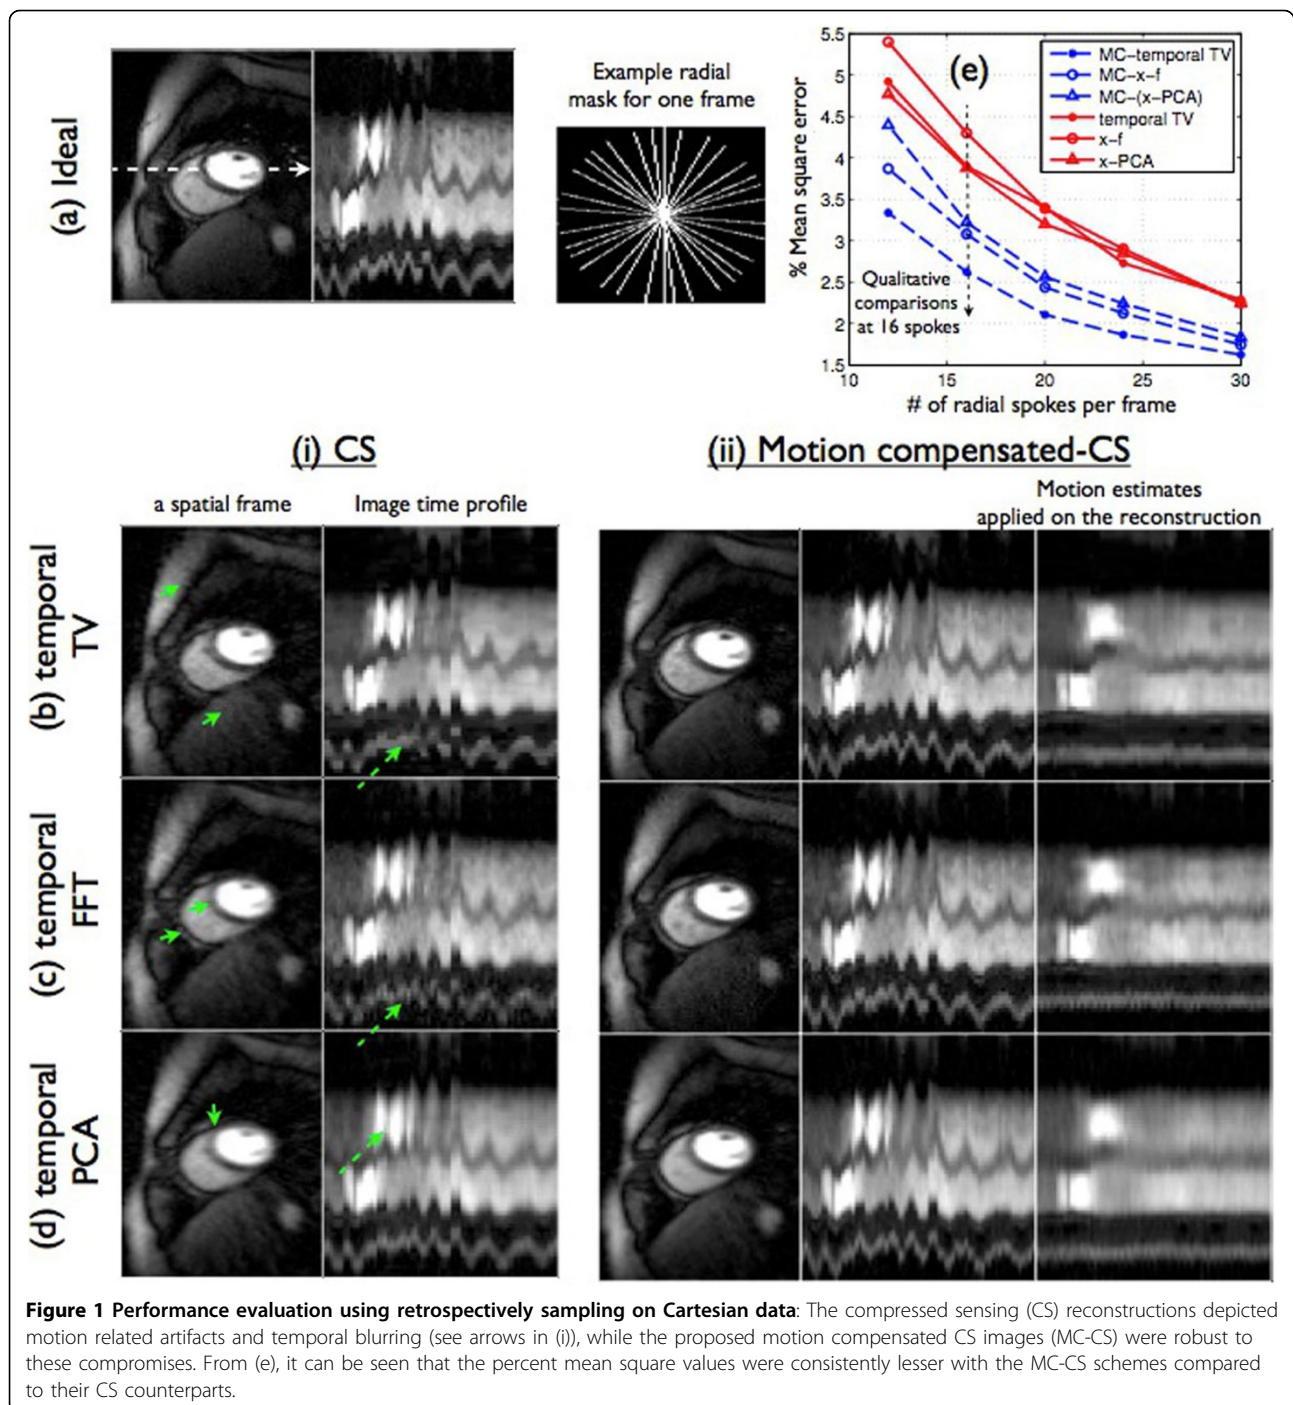 (a) Ideal
Example radial
mask for one frame
(e)
% Mean square error
5.5
5
4.5
4
3.5
3
2.5
2
1.5
10
15
20
25
30
# of radial spokes per frame
MC-temporal TV
MC-x-f
MC-(x-PCA)
temporal TV
x-f
x-PCA
Qualitative
comparisons
at 16 spokes
(i) CS
(ii) Motion compensated-CS
a spatial frame
Image time profile
Motion estimates
applied on the reconstruction
(b) temporal
TV
(c) temporal
FFT
(d) temporal
PCA
Figure 1 Performance evaluation using retrospectively sampling on Cartesian data: The compressed sensing (CS) reconstructions depicted
motion related artifacts and temporal blurring (see arrows in (i)), while the proposed motion compensated CS images (MC-CS) were robust to
these compromises. From (e), it can be seen that the percent mean square values were consistently lesser with the MC-CS schemes compared
to their CS counterparts.